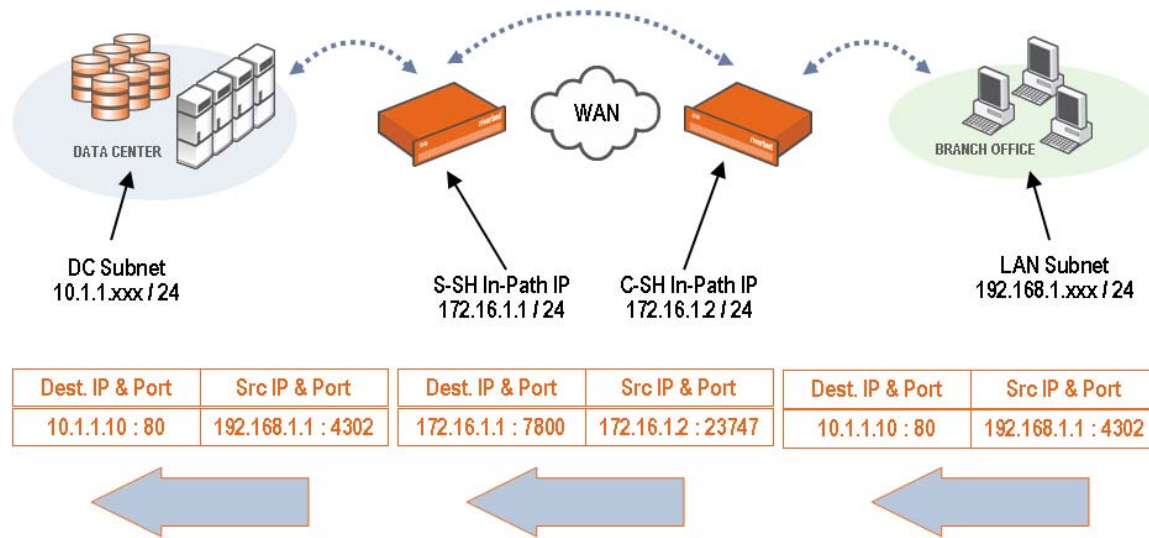 WAN
DATA CENTER
riverbed
riverbed
BRANCH OFFICE
DC Subnet
10.1.1.xxx / 24
S-SH In-Path IP
172.16.1.1 / 24
C-SH In-Path IP
172.16.1.2 / 24
LAN Subnet
192.168.1.xxx / 24
Dest. IP & Port Src IP & Port
10.1.1.10 : 80 192.168.1.1 : 4302
Dest. IP & Port Src IP & Port
172.16.1.1 : 7800 172.16.1.2 : 23747
Dest. IP & Port Src IP & Port
10.1.1.10 : 80 192.168.1.1 : 4302